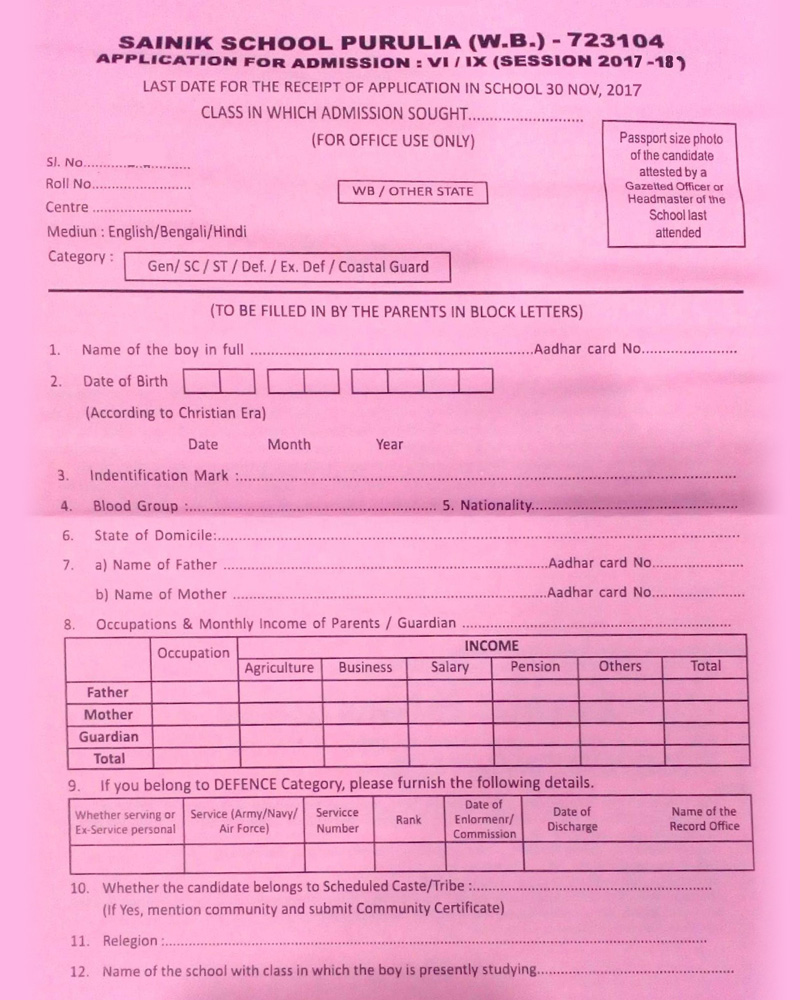 SAINIK SCHOOL PURULIA (W.B.) - 723104
APPLICATION FOR ADMISSION : VI / IX (SESSION 2017 -18)
LAST DATE FOR THE RECEIPT OF APPLICATION IN SCHOOL 30 NOV, 2017
CLASS IN WHICH ADMISSION SOUGHT..............................
(FOR OFFICE USE ONLY)
Passport size photo
of the candidate
attested by a
Gazetted Officer or
Headmaster of the
School last
attended
Sl. No............................
Roll No..........................
WB / OTHER STATE
Centre ..........................
Mediun : English/Bengali/Hindi
Category : Gen/ SC / ST / Def. / Ex. Def / Coastal Guard
(TO BE FILLED IN BY THE PARENTS IN BLOCK LETTERS)
1. Name of the boy in full ..............................................................Aadhar card No.....................
2. Date of Birth
(According to Christian Era)
Date Month Year
3. Indentification Mark :..............................................................................................................
4. Blood Group :........................................................ 5. Nationality..............................................
6. State of Domicile:...................................................................................................................
7. a) Name of Father ........................................................................Aadhar card No....................
b) Name of Mother ......................................................................Aadhar card No....................
8. Occupations & Monthly Income of Parents / Guardian ............................................................
Occupation INCOME
Agriculture Business Salary Pension Others Total
Father
Mother
Guardian
Total
9. If you belong to DEFENCE Category, please furnish the following details.
Whether serving or
Ex-Service personal
Service (Army/Navy/
Air Force)
Servicce
Number
Rank
Date of
Enlormenr/
Commission
Date of
Discharge
Name of the
Record Office
10. Whether the candidate belongs to Scheduled Caste/Tribe :.....................................................
(If Yes, mention community and submit Community Certificate)
11. Relegion :.......................................................................................................................
12. Name of the school with class in which the boy is presently studying...........................................